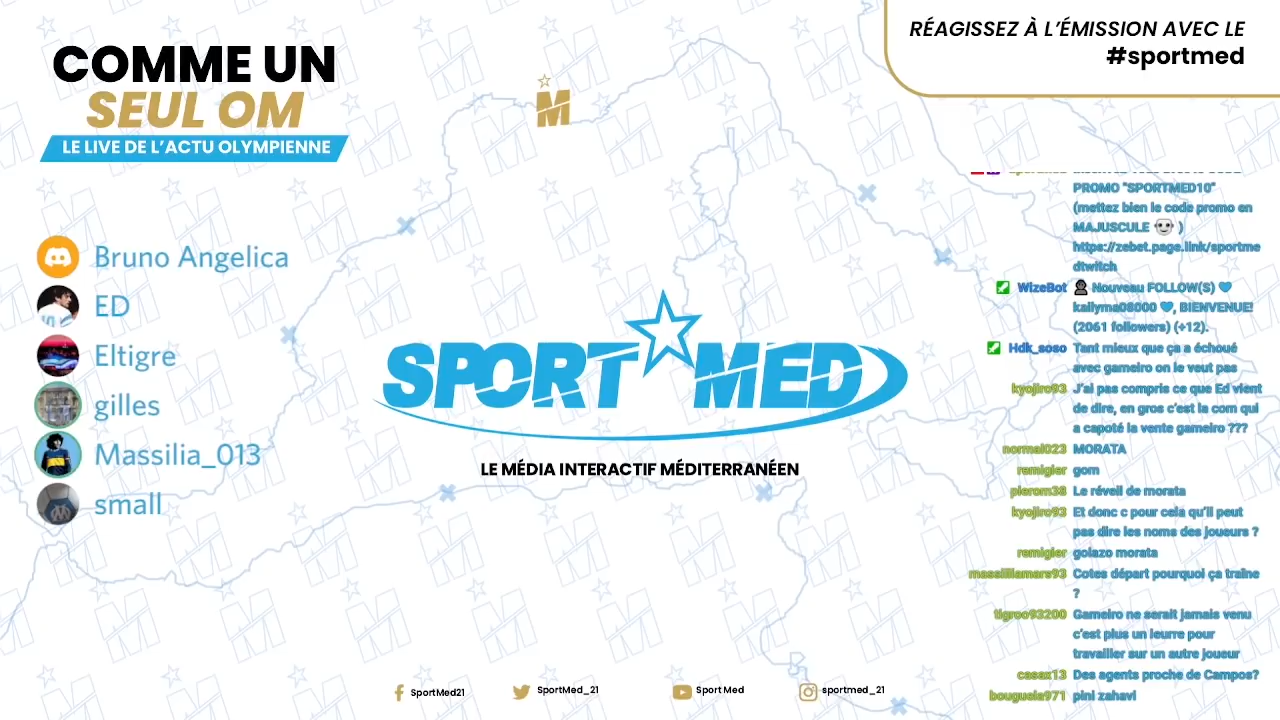 COMME UN
SEUL OM
LE LIVE DE L'ACTU OLYMPIENNE
RÉAGISSEZ À L'ÉMISSION AVEC LE
#sportmed
M
Bruno Angelica
ED
Eltigre
gilles
Massilia_013
small
SPORT MED
LE MÉDIA INTERACTIF MÉDITERRANÉEN
PROMO "SPORTMED10"
(mettez bien le code promo en
MAJUSCULE )
https://zebet.page.link/sportme
dtwitch
WizeBot Nouveau FOLLOW(S)
kallyma08000 , BIENVENUE!
(2061 followers) (+12).
Hdk_soso Tant mieux que ça a échoué
avec gameiro on le veut pas
kyojiro93 J'ai pas compris ce que Ed vient
de dire, en gros c'est la com qui
a capoté la vente gameiro ???
normal023 MORATA
remigier gom
pierom38 Le réveil de morata
kyojiro93 Et donc c pour cela qu'il peut
pas dire les noms des joueurs ?
remigier golazo morata
massilliamars93 Cotes départ pourquoi ça traîne
?
tigroo93200 Gameiro ne serait jamais venu
c'est plus un leurre pour
travailler sur un autre joueur
casax13 Des agents proche de Campos?
bouguela971 pini zahavi
SportMed21
SportMed_21
Sport Med
sportmed_21